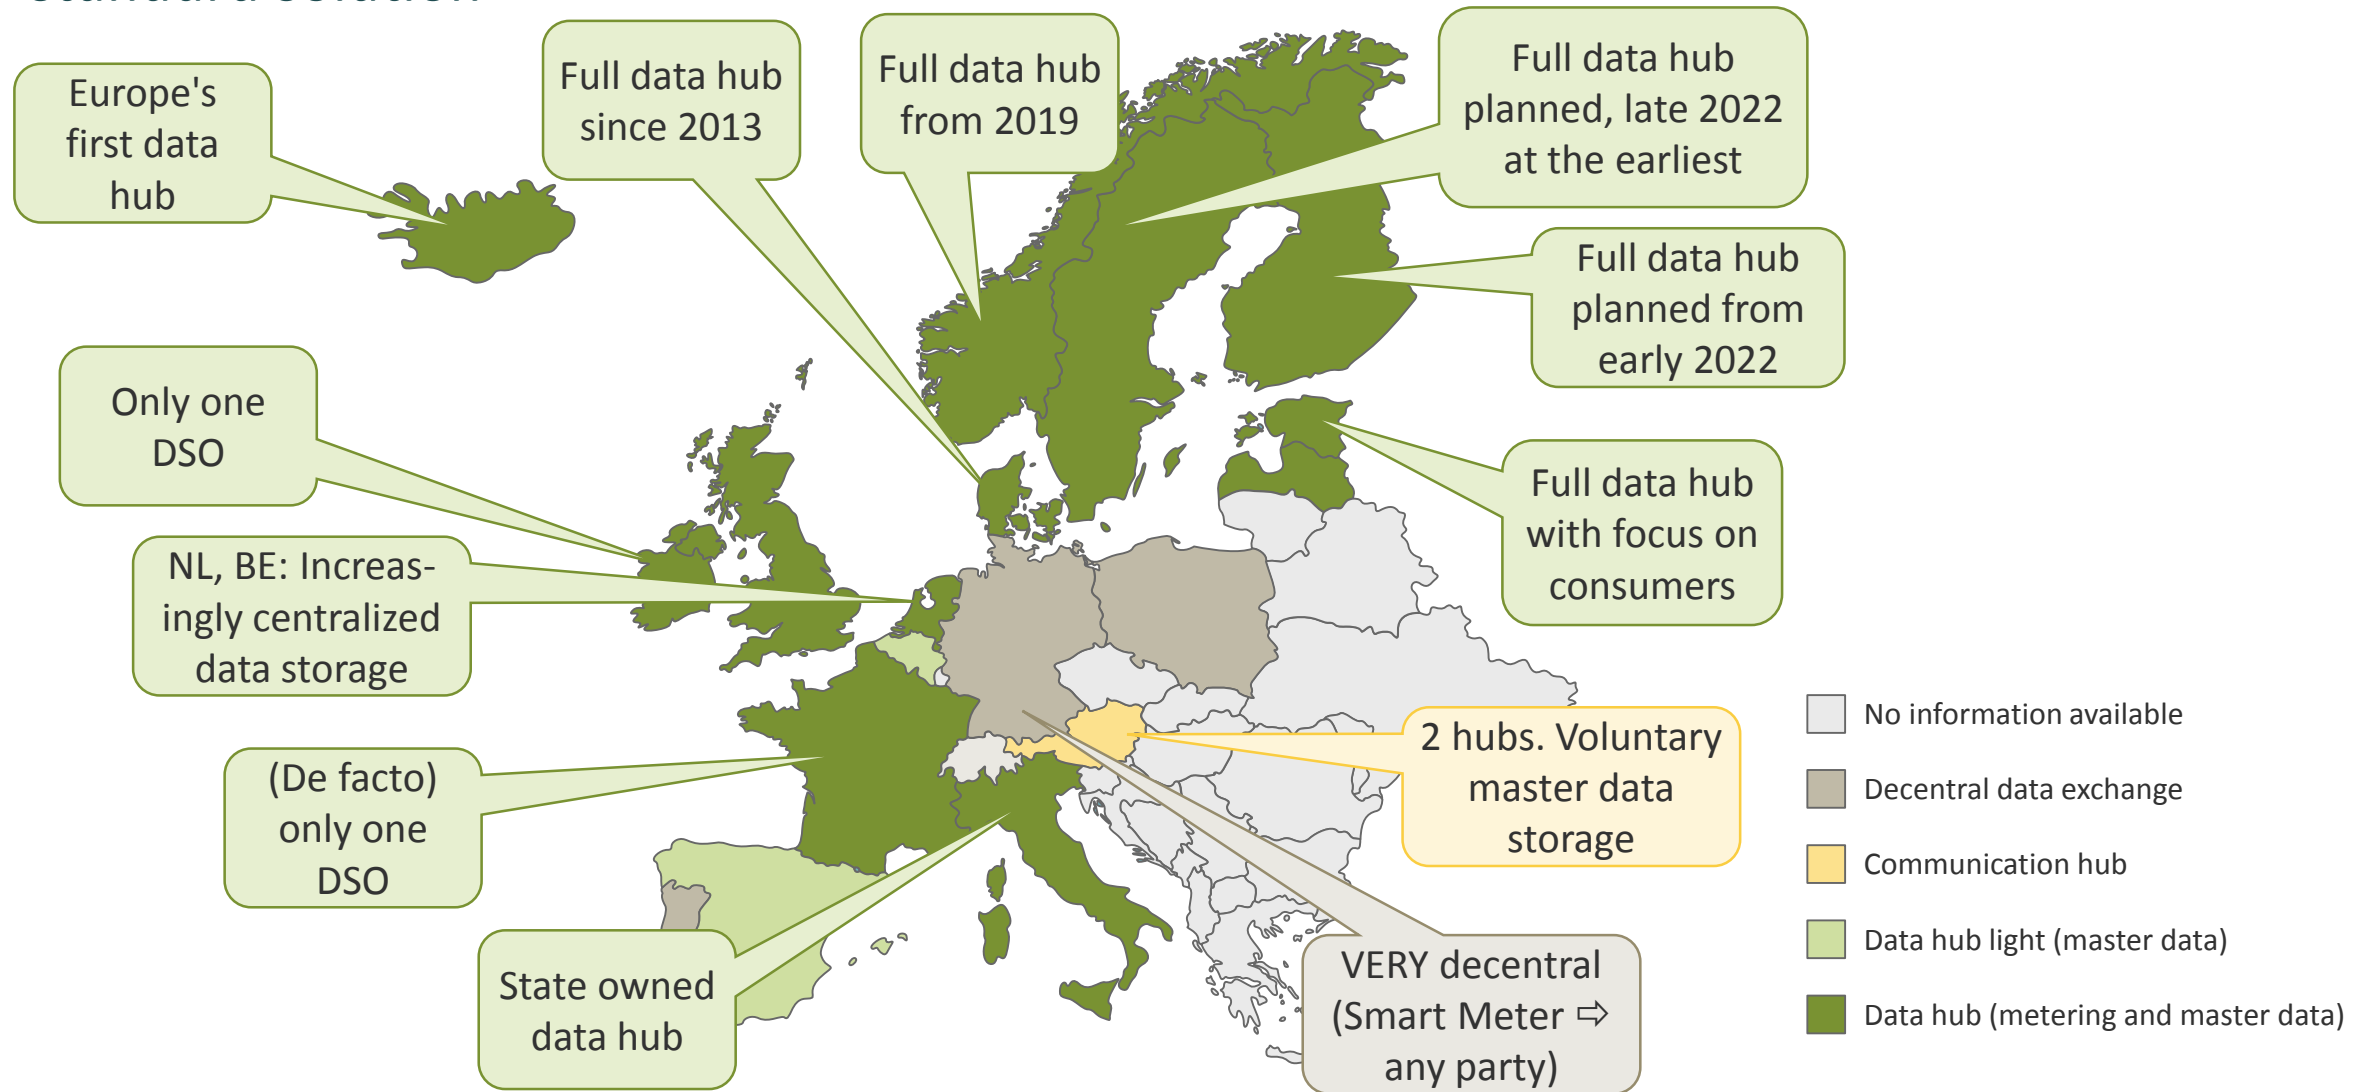 standard solution
Europe's
first data
hub
Full data hub
since 2013
Full data hub
from 2019
Full data hub
planned, late 2022
at the earliest
Full data hub
planned from
early 2022
Only one
DSO
Full data hub
with focus on
consumers
NL, BE: Increas-
ingly centralized
data storage
(De facto)
only one
DSO
2 hubs. Voluntary
master data
storage
State owned
data hub
VERY decentral
(Smart Meter ⇨
any party)
No information available
Decentral data exchange
Communication hub
Data hub light (master data)
Data hub (metering and master data)